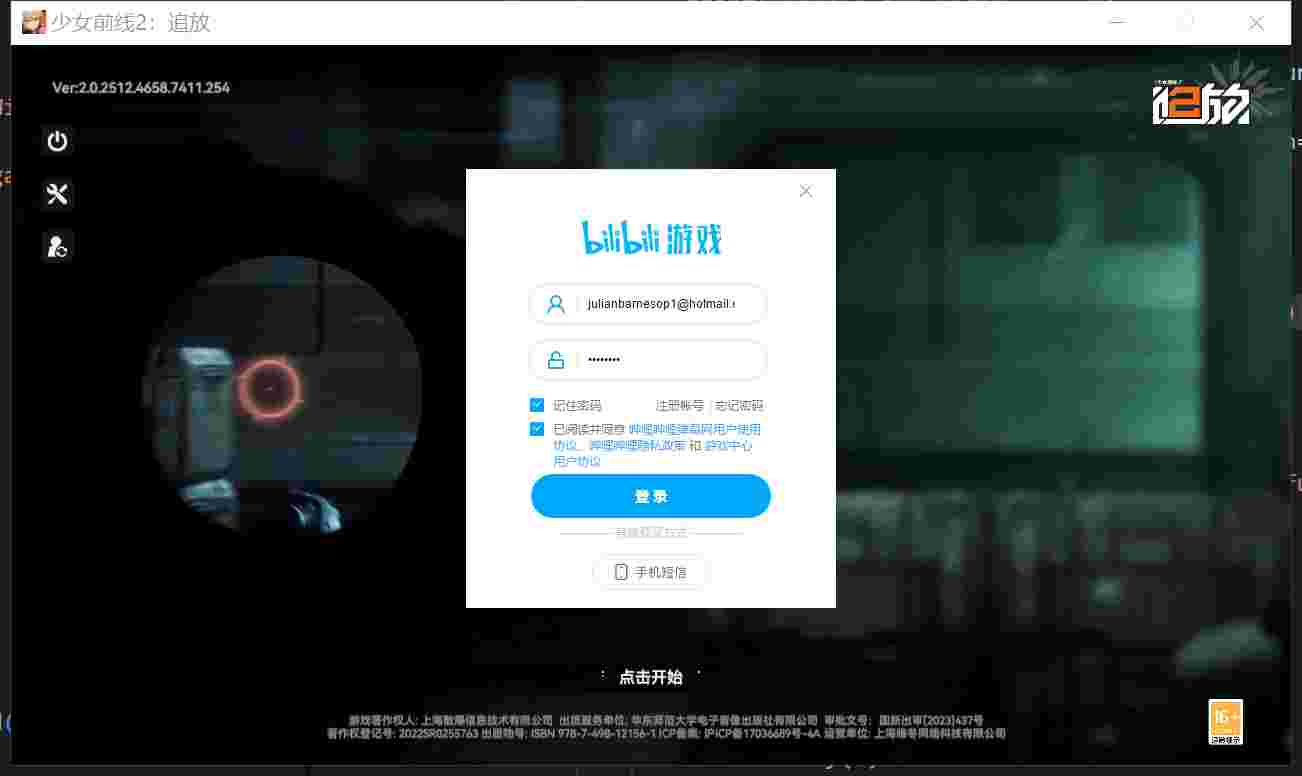 少女前线2：追放
Ver:2.0.2512.4658.7411.254
追放
bilibili 游戏
julianbarnesop1@hotmail.
••••••••
记住密码
注册账号 | 忘记密码
已阅读并同意 哔哩哔哩弹幕网用户使用
协议、哔哩哔哩隐私政策 和 游戏中心
用户协议
登录
手机短信
点击开始
游戏著作权人: 上海散爆信息技术有限公司 出版服务单位: 华东师范大学电子音像出版社有限公司 审批文号: 国新出审[2023]437号
著作权登记号: 2022SR0255763 出版物号: ISBN 978-7-498-12156-1 ICP备案: 沪ICP备17036689号-4A 运营单位: 上海暖冬网络科技有限公司
16+
适龄提示